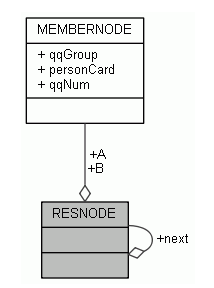 MEMBERNODE
+ qqGroup
+ personCard
+ qqNum
+A
+B
RESNODE
+next